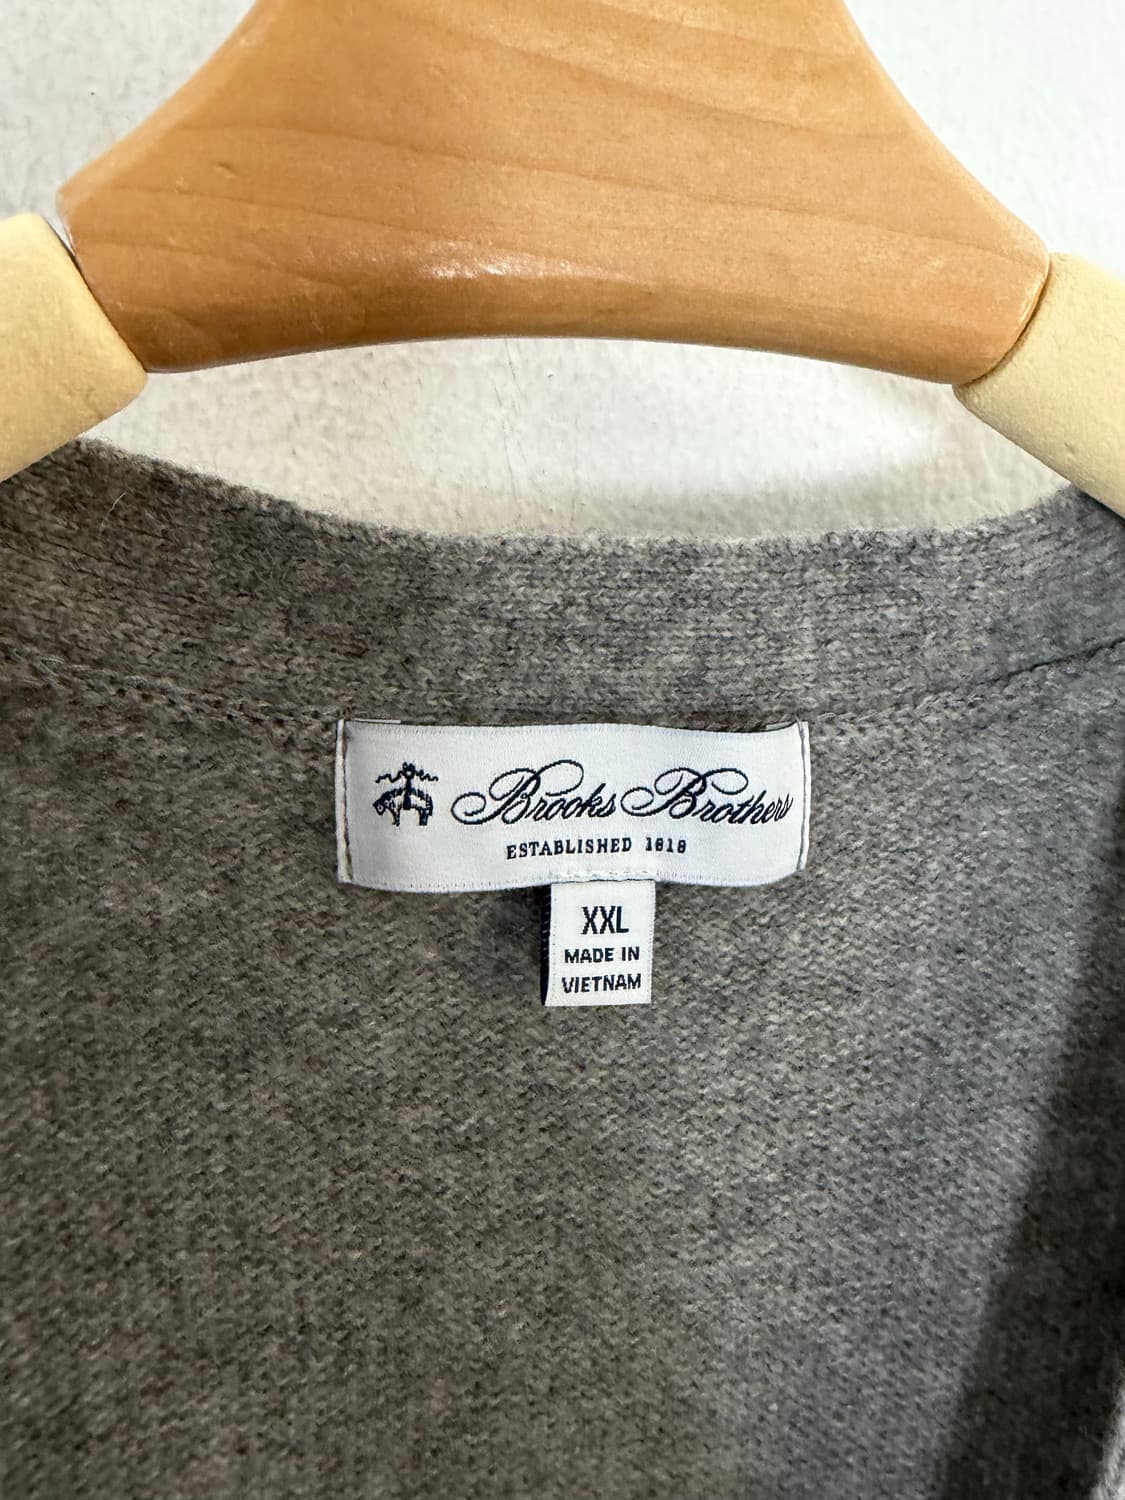 Brooks Brothers
ESTABLISHED 1818
XXL
MADE IN
VIETNAM